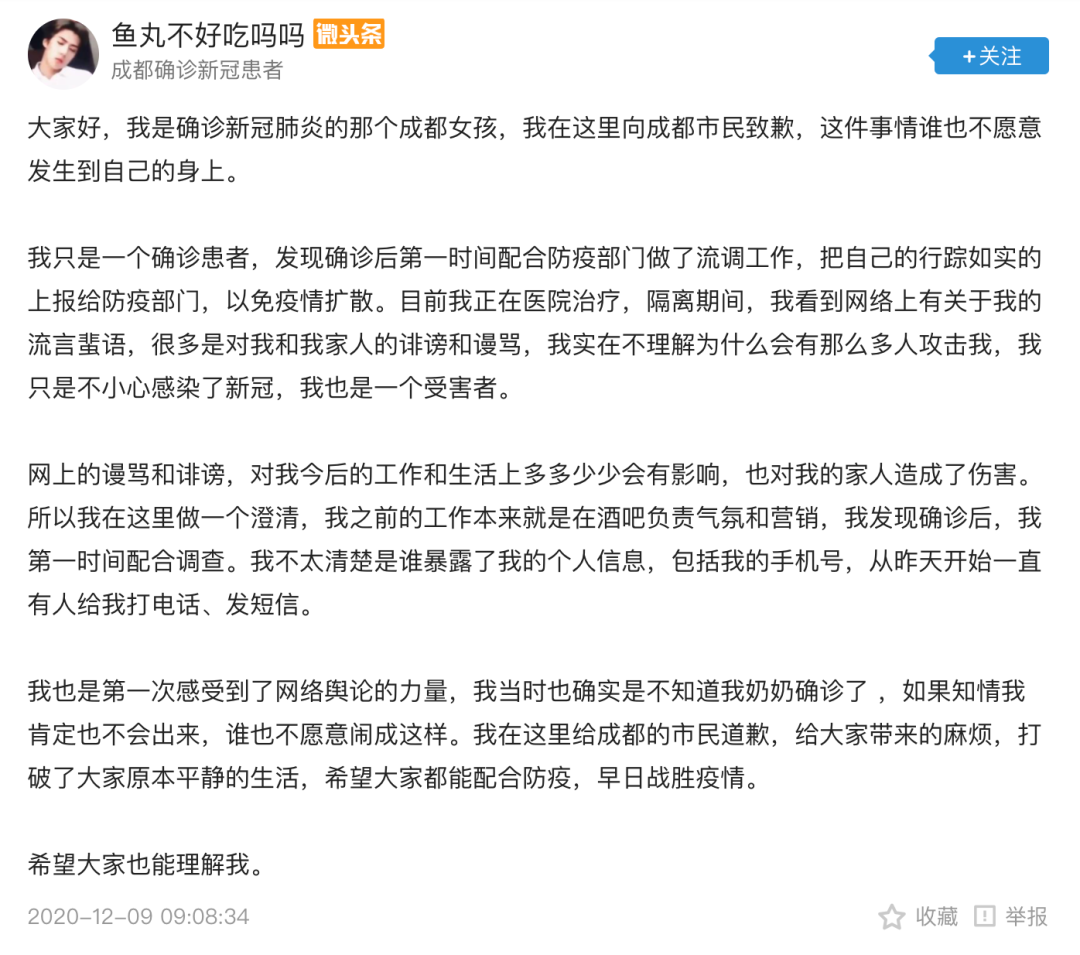 鱼丸不好吃吗吗 微头条
成都确诊新冠患者
+关注
大家好，我是确诊新冠肺炎的那个成都女孩，我在这里向成都市民致歉，这件事情谁也不愿意
发生到自己的身上。
我只是一个确诊患者，发现确诊后第一时间配合防疫部门做了流调工作，把自己的行踪如实的
上报给防疫部门，以免疫情扩散。目前我正在医院治疗，隔离期间，我看到网络上有关于我的
流言蜚语，很多是对我和我家人的诽谤和谩骂，我实在不理解为什么会有那么多人攻击我，我
只是不小心感染了新冠，我也是一个受害者。
网上的谩骂和诽谤，对我今后的工作和生活上多多少少会有影响，也对我的家人造成了伤害。
所以我在这里做一个澄清，我之前的工作本来就是在酒吧负责气氛和营销，我发现确诊后，我
第一时间配合调查。我不太清楚是谁暴露了我的个人信息，包括我的手机号，从昨天开始一直
有人给我打电话、发短信。
我也是第一次感受到了网络舆论的力量，我当时也确实是不知道我奶奶确诊了 ，如果知情我
肯定也不会出来，谁也不愿意闹成这样。我在这里给成都的市民道歉，给大家带来的麻烦，打
破了大家原本平静的生活，希望大家都能配合防疫，早日战胜疫情。
希望大家也能理解我。
2020-12-09 09:08:34
收藏 举报